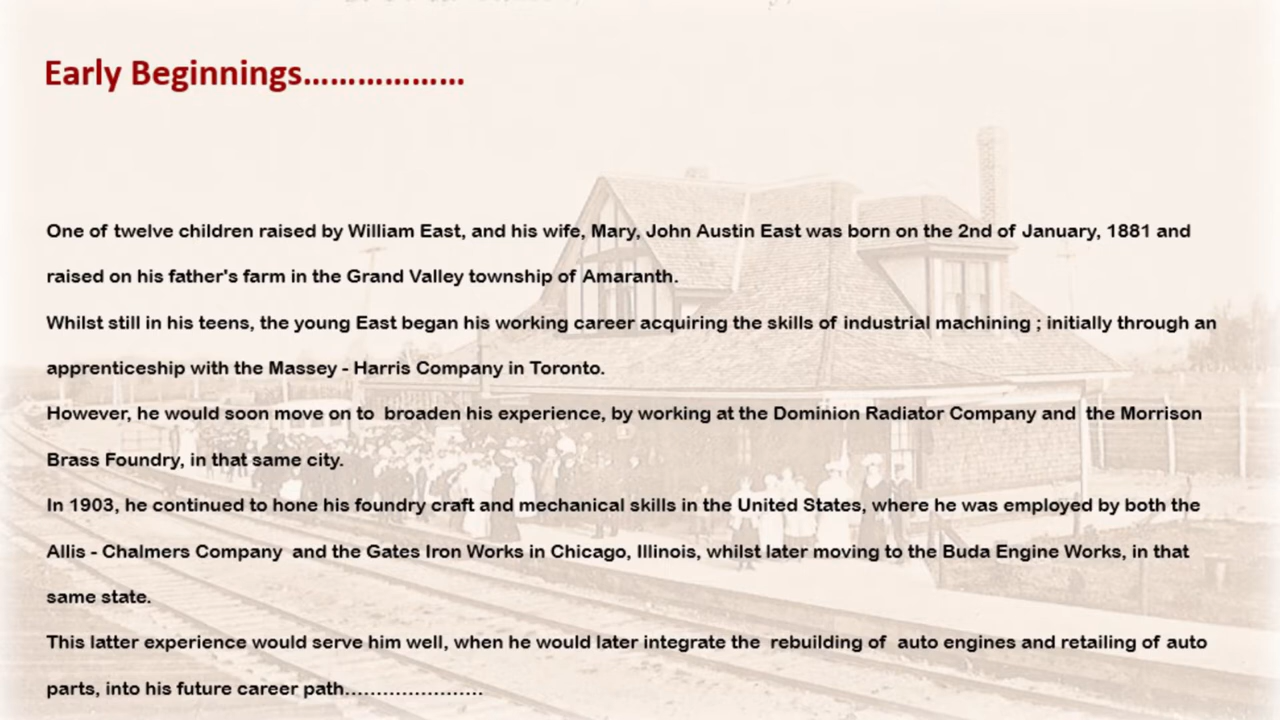 Early Beginnings………………
One of twelve children raised by William East, and his wife, Mary, John Austin East was born on the 2nd of January, 1881 and
raised on his father's farm in the Grand Valley township of Amaranth.
Whilst still in his teens, the young East began his working career acquiring the skills of industrial machining ; initially through an
apprenticeship with the Massey - Harris Company in Toronto.
However, he would soon move on to  broaden his experience, by working at the Dominion Radiator Company and  the Morrison
Brass Foundry, in that same city.
In 1903, he continued to hone his foundry craft and mechanical skills in the United States, where he was employed by both the
Allis - Chalmers Company  and the Gates Iron Works in Chicago, Illinois, whilst later moving to the Buda Engine Works, in that
same state.
This latter experience would serve him well, when he would later integrate the  rebuilding of  auto engines and retailing of auto
parts, into his future career path......................